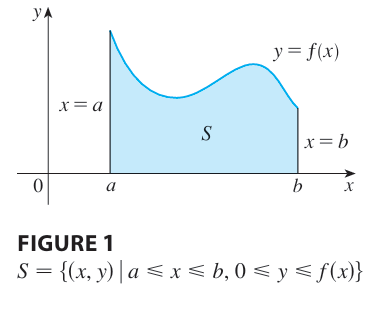 y
y = f(x)
x = a
S
x = b
0
a
b
x
FIGURE 1
S = {(x, y) | a ⩽ x ⩽ b, 0 ⩽ y ⩽ f(x)}